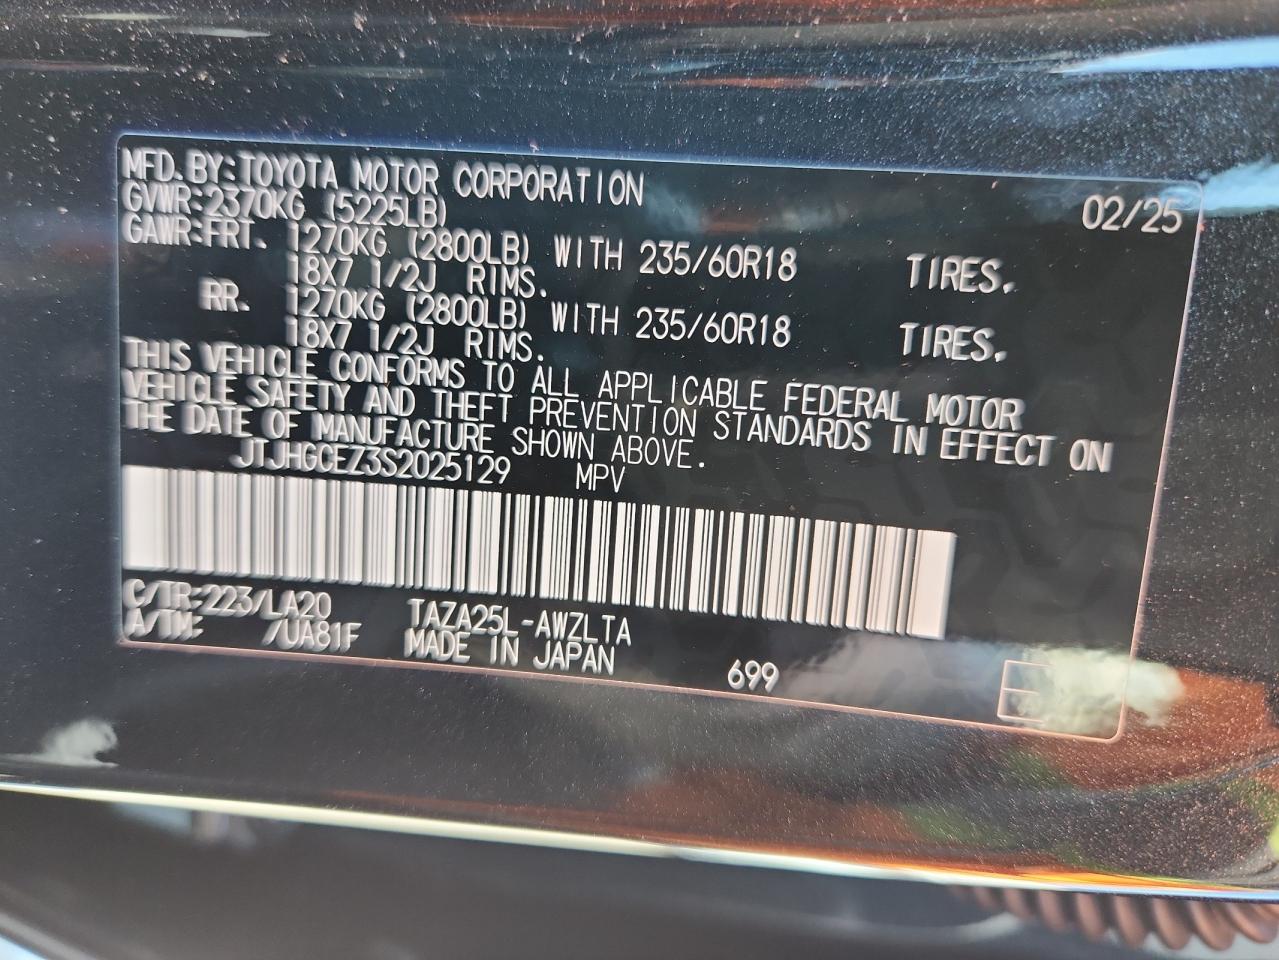 MFD.BY:TOYOTA MOTOR CORPORATION 02/25
GVWR:2370KG (5225LB)
GAWR:FRT. 1270KG (2800LB) WITH 235/60R18 TIRES.
18X7 1/2J RIMS.
RR. 1270KG (2800LB) WITH 235/60R18 TIRES.
18X7 1/2J RIMS.
THIS VEHICLE CONFORMS TO ALL APPLICABLE FEDERAL MOTOR
VEHICLE SAFETY AND THEFT PREVENTION STANDARDS IN EFFECT ON
THE DATE OF MANUFACTURE SHOWN ABOVE.
JTJHGCEZ3S2025129 MPV
C/TR:223/LA20 TAZA25L-AWZLTA
A/TM: /UA81F MADE IN JAPAN 699
E